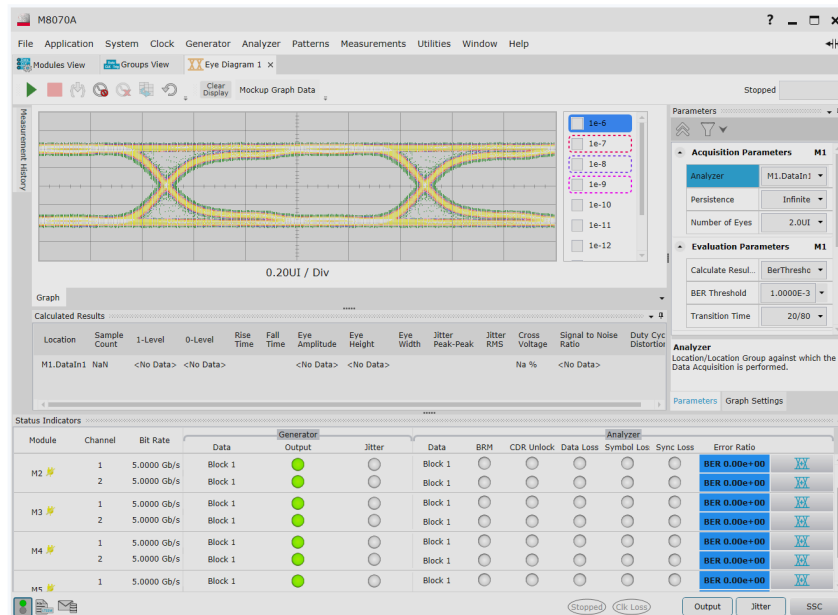 M8070A
?
File Application System Clock Generator Analyzer Patterns Measurements Utilities Window Help
Modules View Groups View Eye Diagram 1 ×
Clear Display Mockup Graph Data Stopped
Measurement History
1e-6
1e-7
1e-8
1e-9
1e-10
1e-11
1e-12
0.20UI / Div
Graph
Parameters
Acquisition Parameters M1
Analyzer M1.DataIn1
Persistence Infinite
Number of Eyes 2.0UI
Evaluation Parameters M1
Calculate Resul... BerThresho
BER Threshold 1.0000E-3
Transition Time 20/80
Analyzer
Location/Location Group against which the
Data Acquisition is performed.
Parameters Graph Settings
Calculated Results
Location Sample Count 1-Level 0-Level Rise Time Fall Time Eye Amplitude Eye Height Eye Width Jitter Peak-Peak Jitter RMS Cross Voltage Signal to Noise Ratio Duty Cyc Distortion
M1.DataIn1 NaN <No Data> <No Data> <No Data> <No Data> Na % <No Data>
Status Indicators
Generator Analyzer
Module Channel Bit Rate Data Output Jitter Data BRM CDR Unlock Data Loss Symbol Los Sync Loss Error Ratio
M2
1 5.0000 Gb/s Block 1 Block 1 BER 0.00e+00
2 5.0000 Gb/s Block 1 Block 1 BER 0.00e+00
M3
1 5.0000 Gb/s Block 1 Block 1 BER 0.00e+00
2 5.0000 Gb/s Block 1 Block 1 BER 0.00e+00
M4
1 5.0000 Gb/s Block 1 Block 1 BER 0.00e+00
2 5.0000 Gb/s Block 1 Block 1 BER 0.00e+00
M5
1 5.0000 Gb/s Block 1 Block 1 BER 0.00e+00
Stopped Clk Loss Output Jitter SSC